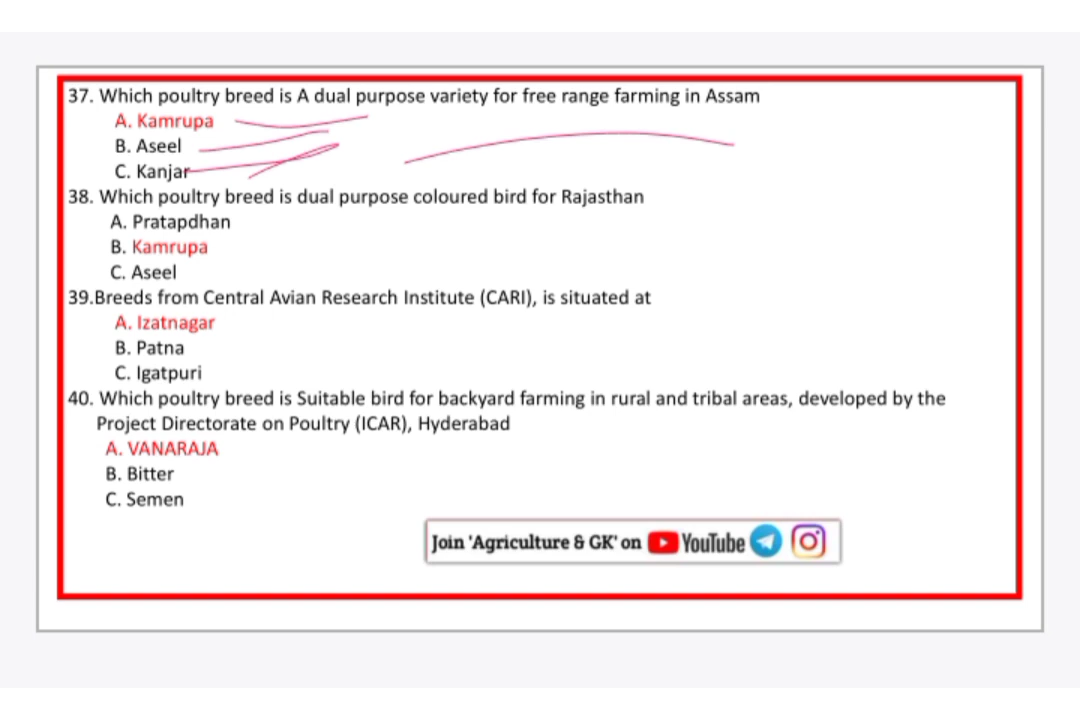 37. Which poultry breed is A dual purpose variety for free range farming in Assam
A. Kamrupa
B. Aseel
C. Kanjar
38. Which poultry breed is dual purpose coloured bird for Rajasthan
A. Pratapdhan
B. Kamrupa
C. Aseel
39.Breeds from Central Avian Research Institute (CARI), is situated at
A. Izatnagar
B. Patna
C. Igatpuri
40. Which poultry breed is Suitable bird for backyard farming in rural and tribal areas, developed by the
Project Directorate on Poultry (ICAR), Hyderabad
A. VANARAJA
B. Bitter
C. Semen
Join 'Agriculture & GK' on YouTube